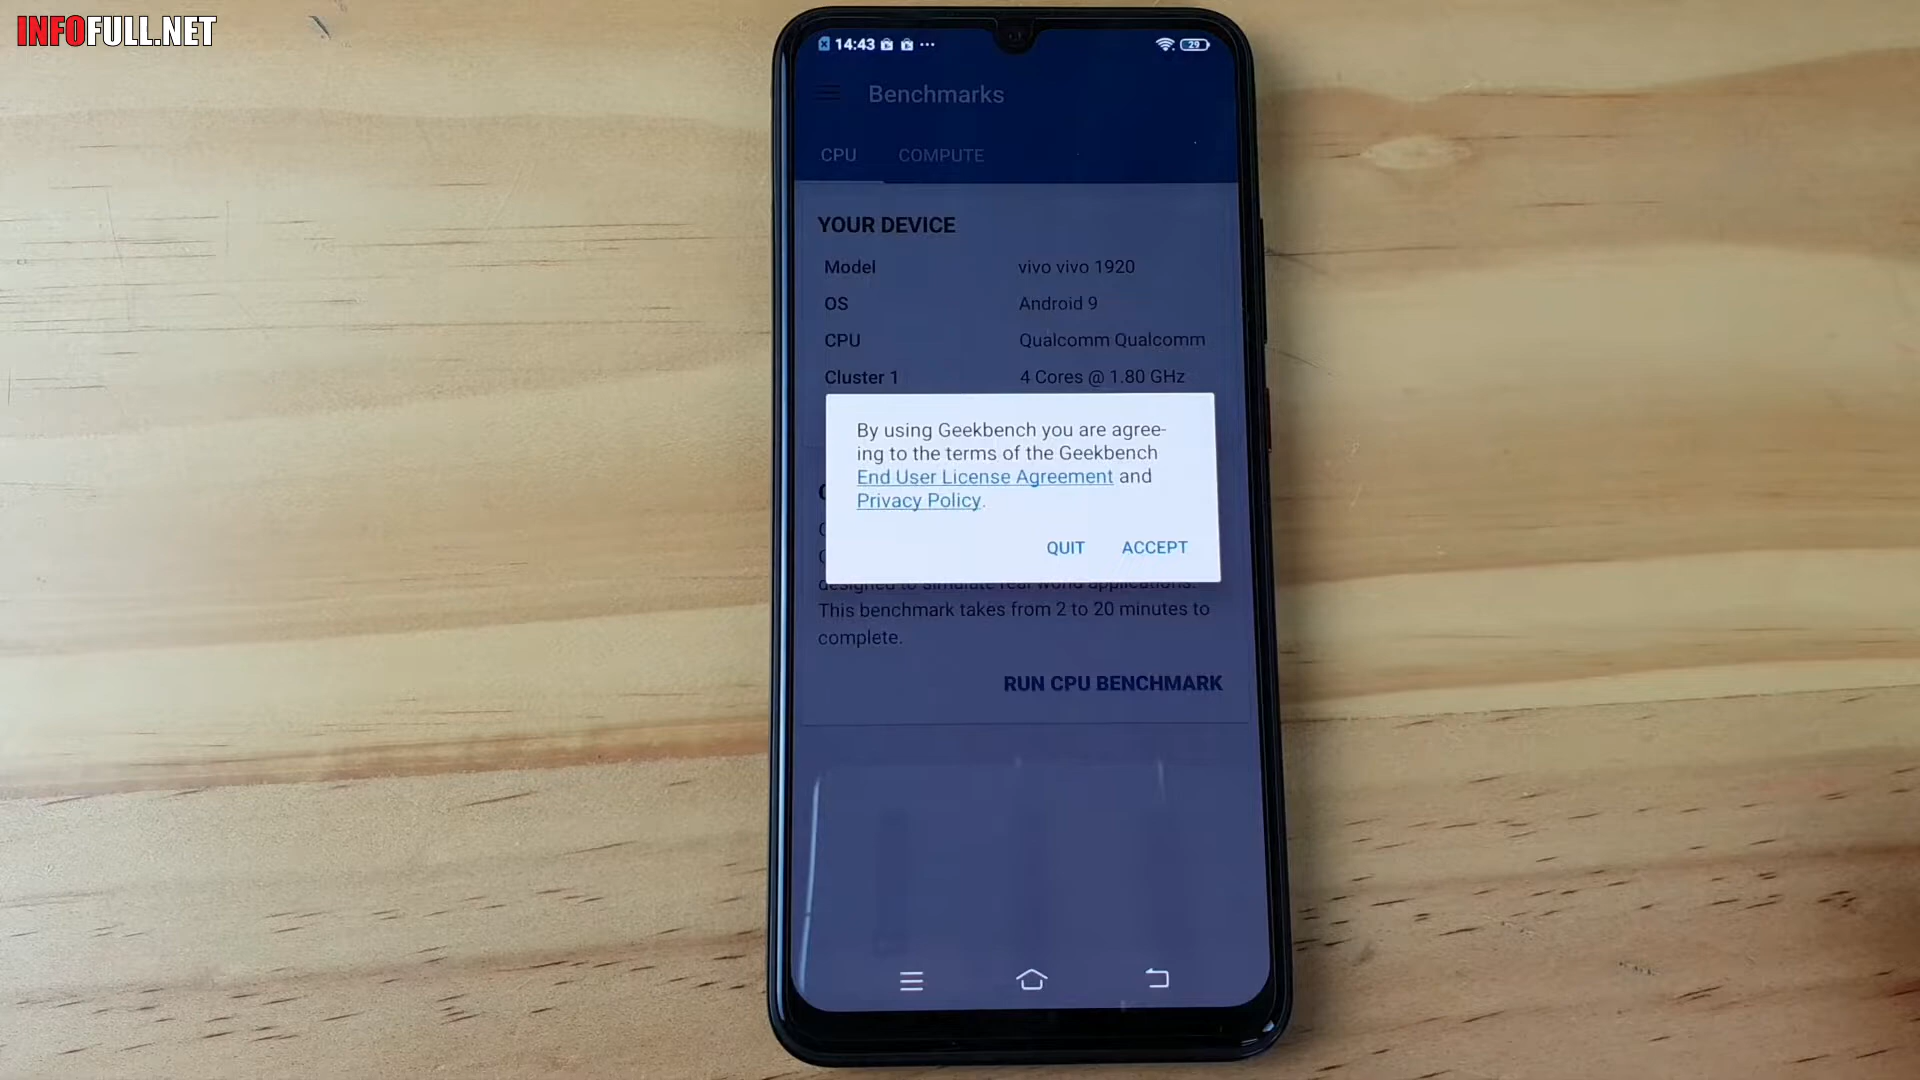 INFOFULL.NET
14:43
29
Benchmarks
CPU COMPUTE
YOUR DEVICE
Model vivo vivo 1920
OS Android 9
CPU Qualcomm Qualcomm
Cluster 1 4 Cores @ 1.80 GHz
By using Geekbench you are agree-
ing to the terms of the Geekbench
End User License Agreement and
Privacy Policy.
QUIT ACCEPT
designed to simulate real world applications.
This benchmark takes from 2 to 20 minutes to
complete.
RUN CPU BENCHMARK